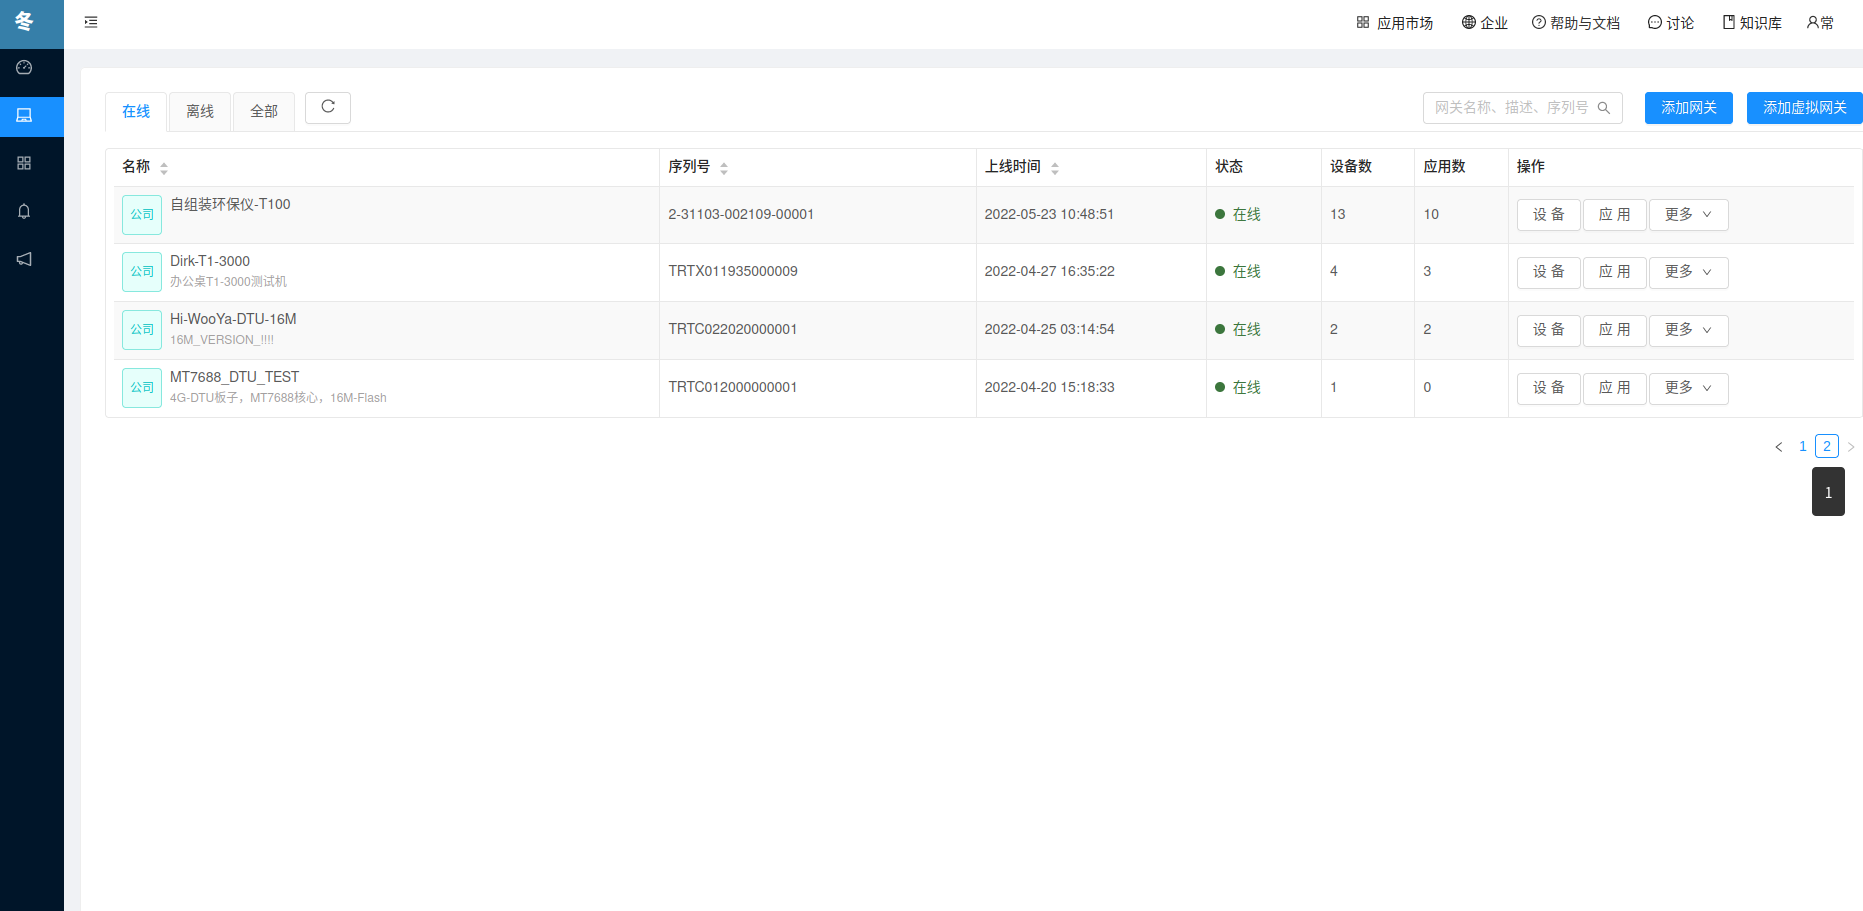 冬
应用市场 企业 帮助与文档 讨论 知识库 常
在线 离线 全部 网关名称、描述、序列号 添加网关 添加虚拟网关
名称 序列号 上线时间 状态 设备数 应用数 操作
公司 自组装环保仪-T100 2-31103-002109-00001 2022-05-23 10:48:51 在线 13 10 设 备 应 用 更多
公司 Dirk-T1-3000 TRTX011935000009 2022-04-27 16:35:22 在线 4 3 设 备 应 用 更多
办公桌T1-3000测试机
公司 Hi-WooYa-DTU-16M TRTC022020000001 2022-04-25 03:14:54 在线 2 2 设 备 应 用 更多
16M_VERSION_!!!!
公司 MT7688_DTU_TEST TRTC012000000001 2022-04-20 15:18:33 在线 1 0 设 备 应 用 更多
4G-DTU板子，MT7688核心，16M-Flash
1 2
1